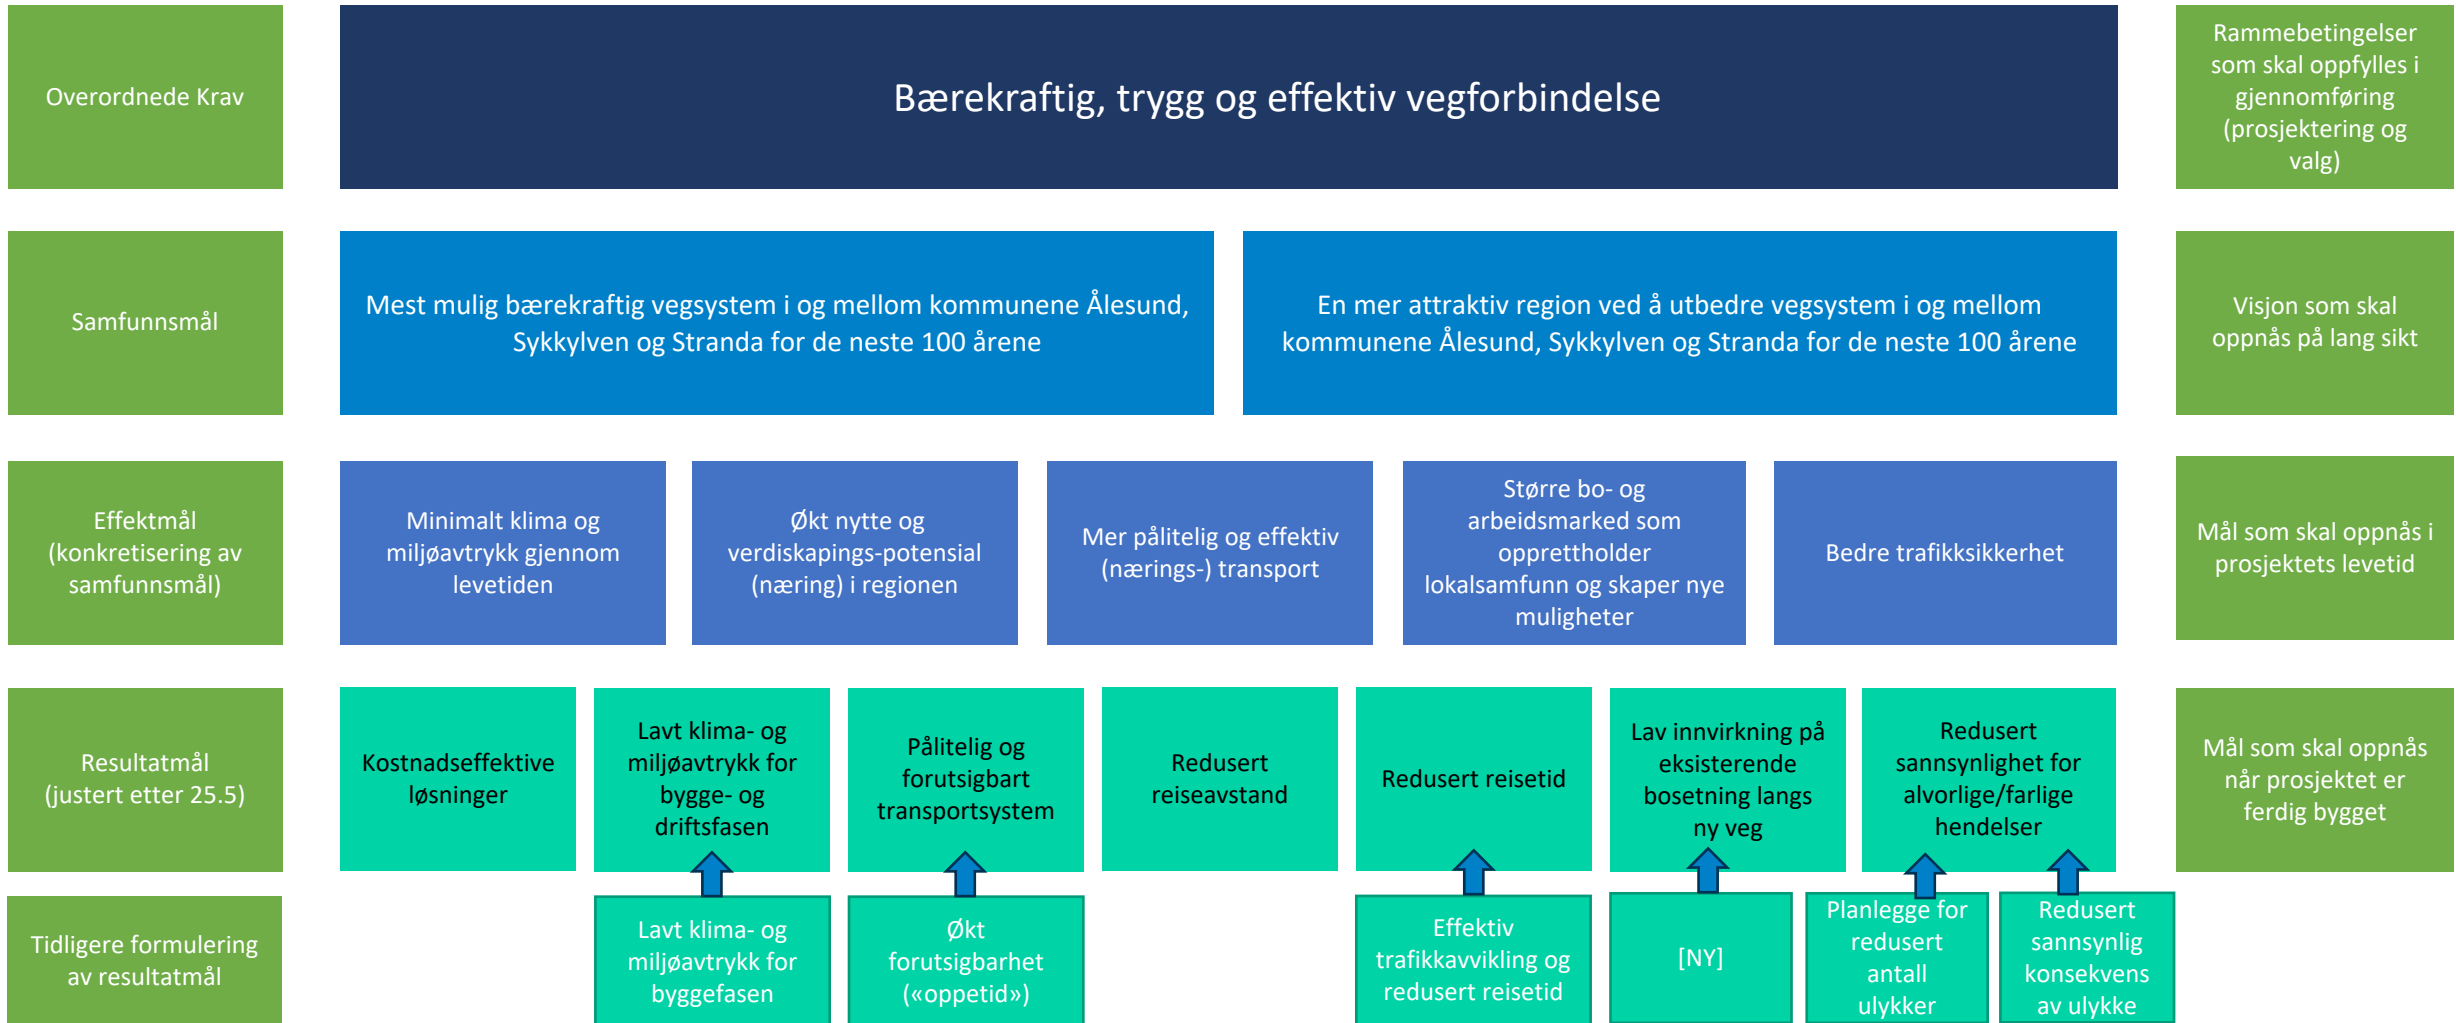 Overordnede Krav
Bærekraftig, trygg og effektiv vegforbindelse
Rammebetingelser
som skal oppfylles i
gjennomføring
(prosjektering og
valg)
Samfunnsmål
Mest mulig bærekraftig vegsystem i og mellom kommunene Ålesund,
Sykkylven og Stranda for de neste 100 årene
En mer attraktiv region ved å utbedre vegsystem i og mellom
kommunene Ålesund, Sykkylven og Stranda for de neste 100 årene
Visjon som skal
oppnås på lang sikt
Effektmål
(konkretisering av
samfunnsmål)
Minimalt klima og
miljøavtrykk gjennom
levetiden
Økt nytte og
verdiskapings-potensial
(næring) i regionen
Mer pålitelig og effektiv
(nærings-) transport
Større bo- og
arbeidsmarked som
opprettholder
lokalsamfunn og skaper nye
muligheter
Bedre trafikksikkerhet
Mål som skal oppnås i
prosjektets levetid
Resultatmål
(justert etter 25.5)
Kostnadseffektive
løsninger
Lavt klima- og
miljøavtrykk for
bygge- og
driftsfasen
Pålitelig og
forutsigbart
transportsystem
Redusert
reiseavstand
Redusert reisetid
Lav innvirkning på
eksisterende
bosetning langs
ny veg
Redusert
sannsynlighet for
alvorlige/farlige
hendelser
Mål som skal oppnås
når prosjektet er
ferdig bygget
Tidligere formulering
av resultatmål
Lavt klima- og
miljøavtrykk for
byggefasen
Økt
forutsigbarhet
(«oppetid»)
Effektiv
trafikkavvikling og
redusert reisetid
[NY]
Planlegge for
redusert
antall
ulykker
Redusert
sannsynlig
konsekvens
av ulykke